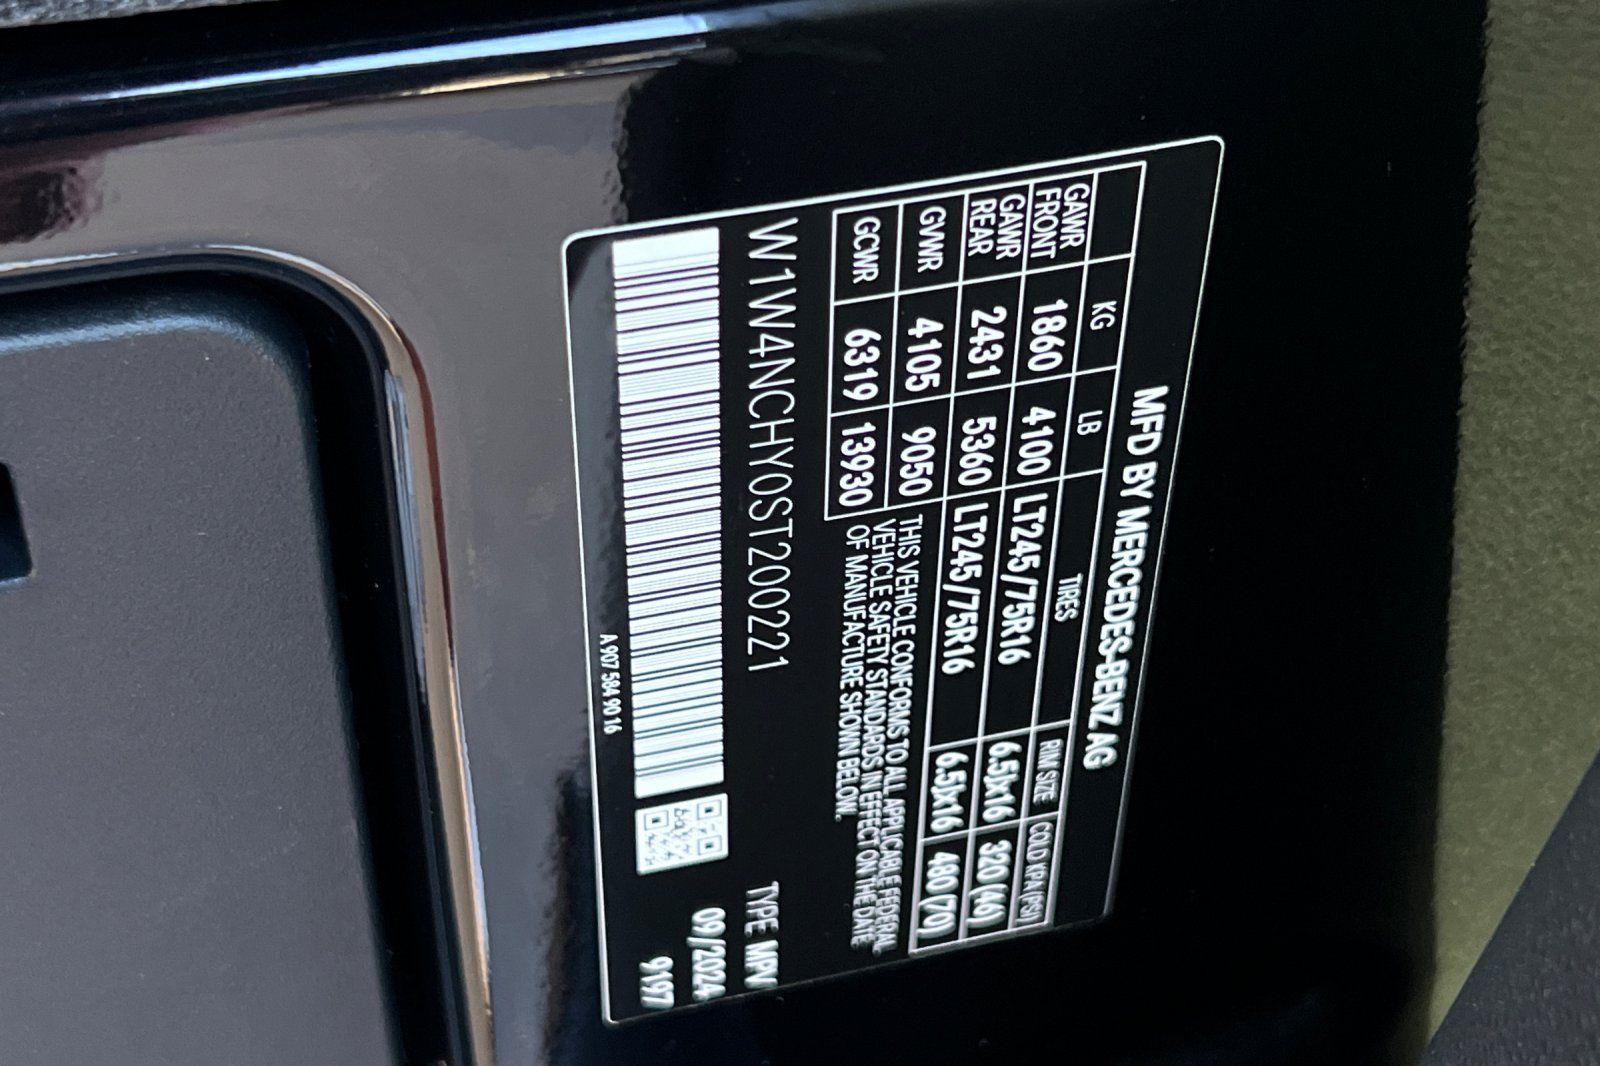 MFD BY MERCEDES-BENZ AG
KG LB TIRES RIM SIZE COLD KPA/(PSI)
GAWR FRONT 1860 4100 LT245/75R16 6.5Jx16 320 (46)
GAWR REAR 2431 5360 LT245/75R16 6.5Jx16 480 (70)
GVWR 4105 9050
GCWR 6319 13930
THIS VEHICLE CONFORMS TO ALL APPLICABLE FEDERAL
VEHICLE SAFETY STANDARDS IN EFFECT ON THE DATE
OF MANUFACTURE SHOWN BELOW.
W1W4NCHY0ST200221
TYPE: MPV
09/2024
9197
A 907 584 90 16